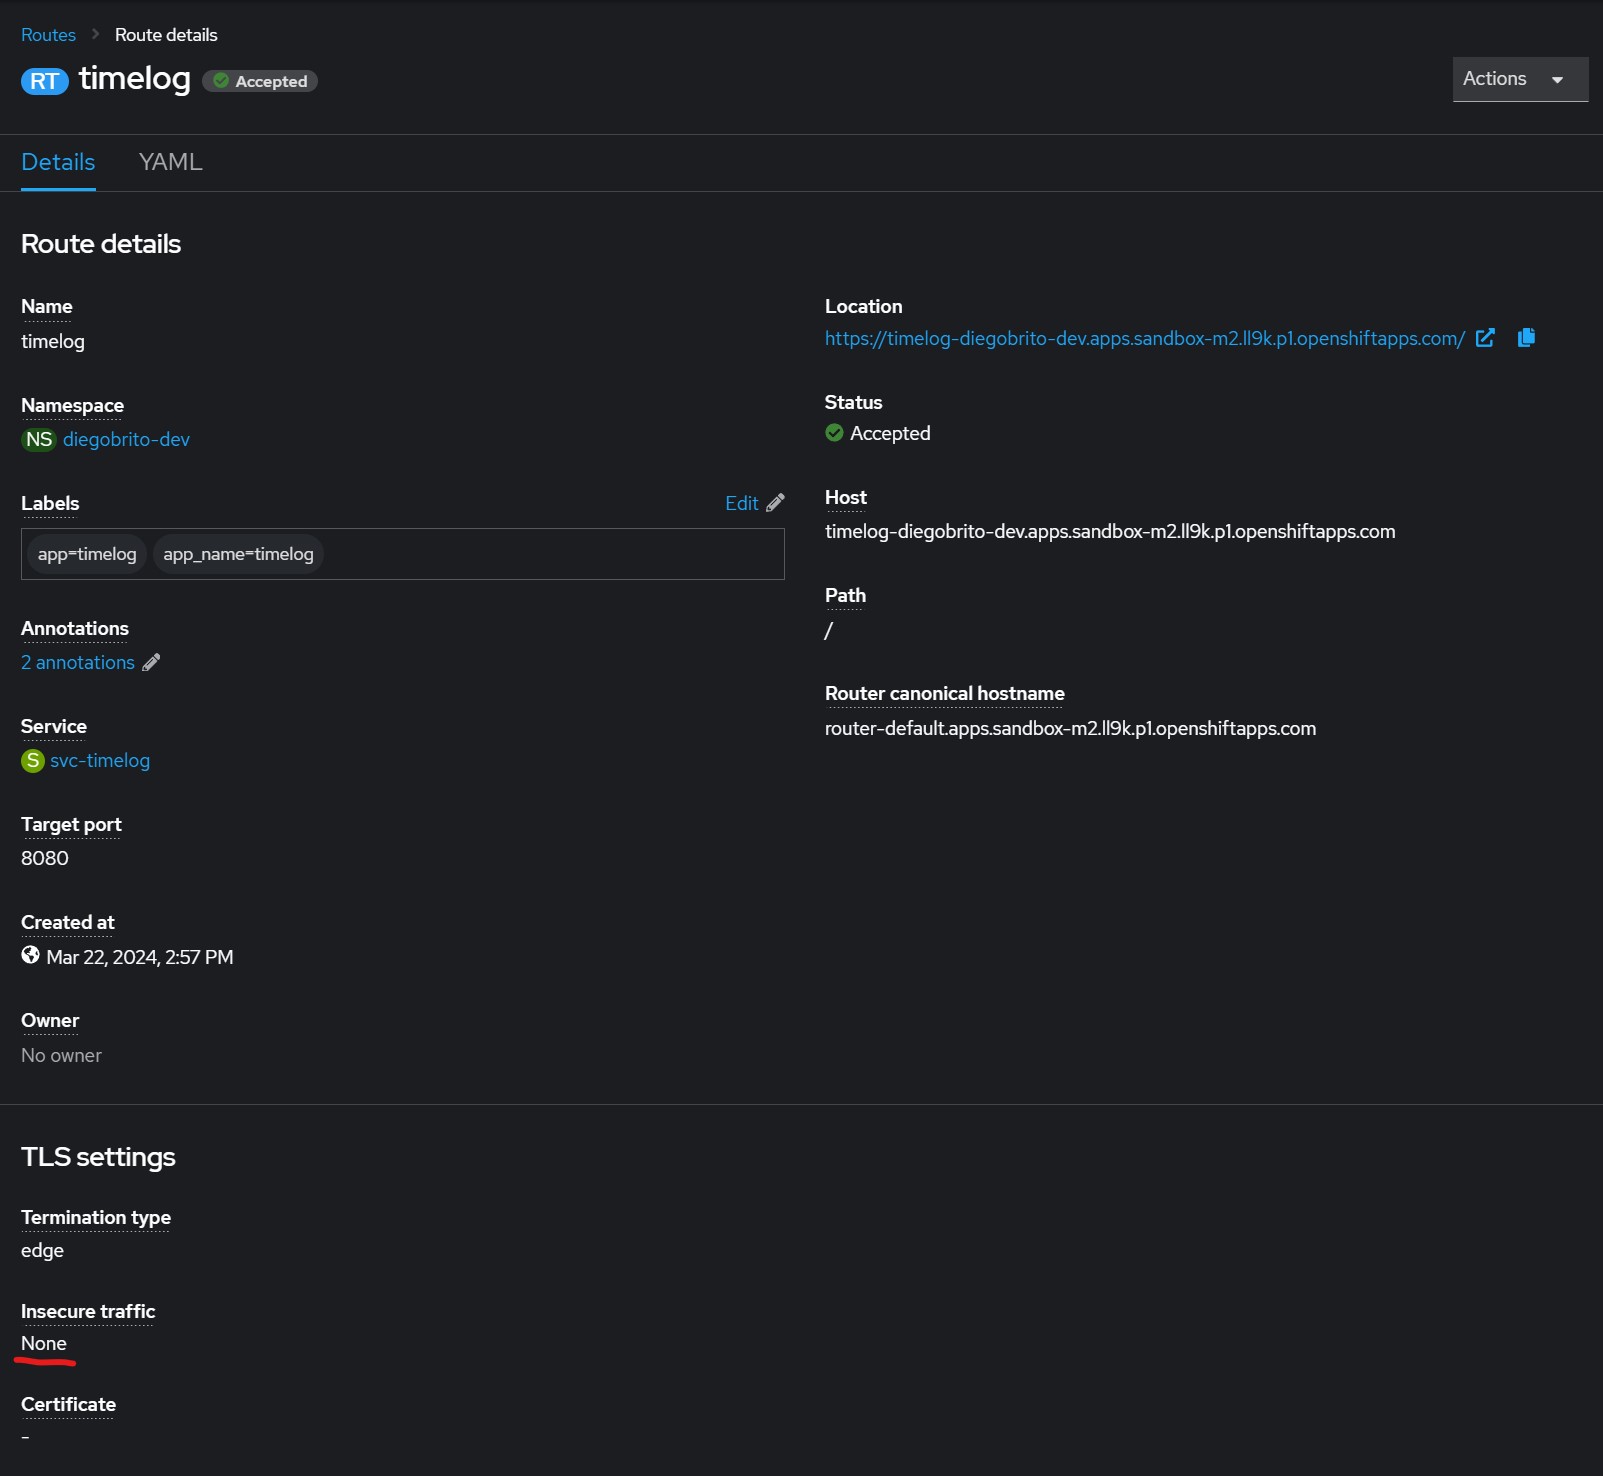 Routes > Route details
RT timelog Accepted
Actions
Details YAML
Route details
Name
timelog
Namespace
NS diegobrito-dev
Labels Edit
app=timelog app_name=timelog
Annotations
2 annotations
Service
S svc-timelog
Target port
8080
Created at
Mar 22, 2024, 2:57 PM
Owner
No owner
Location
https://timelog-diegobrito-dev.apps.sandbox-m2.ll9k.p1.openshiftapps.com/
Status
Accepted
Host
timelog-diegobrito-dev.apps.sandbox-m2.ll9k.p1.openshiftapps.com
Path
/
Router canonical hostname
router-default.apps.sandbox-m2.ll9k.p1.openshiftapps.com
TLS settings
Termination type
edge
Insecure traffic
None
Certificate
-